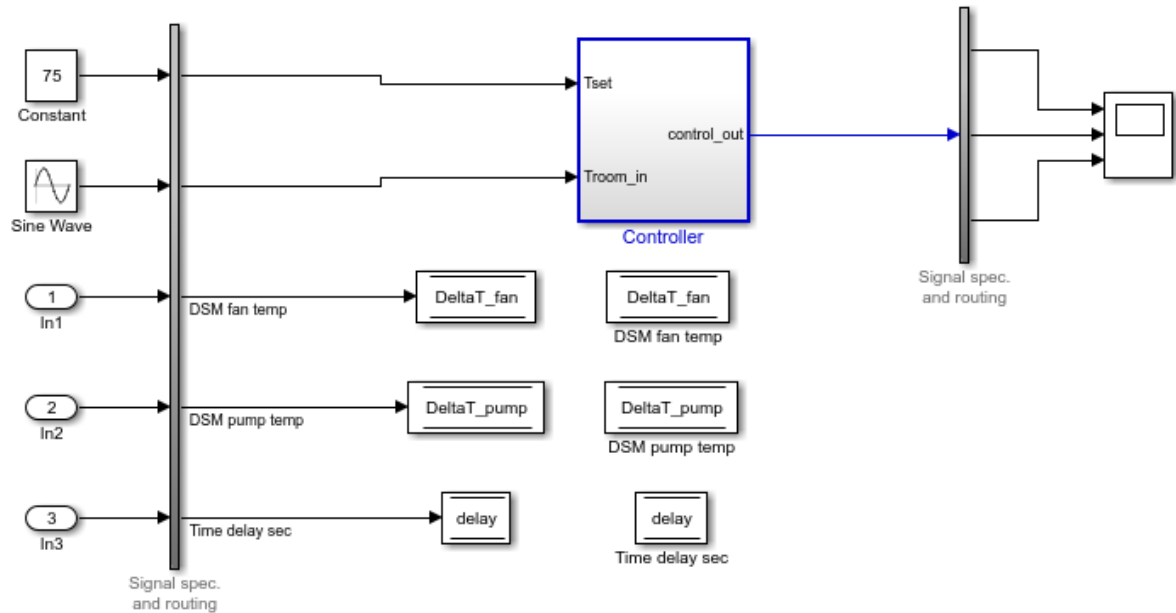 75
Constant
Tset
control_out
Troom_in
Controller
Sine Wave
Signal spec.
and routing
1
In1
DSM fan temp
DeltaT_fan
DeltaT_fan
DSM fan temp
2
In2
DSM pump temp
DeltaT_pump
DeltaT_pump
DSM pump temp
3
In3
Time delay sec
delay
delay
Time delay sec
Signal spec.
and routing